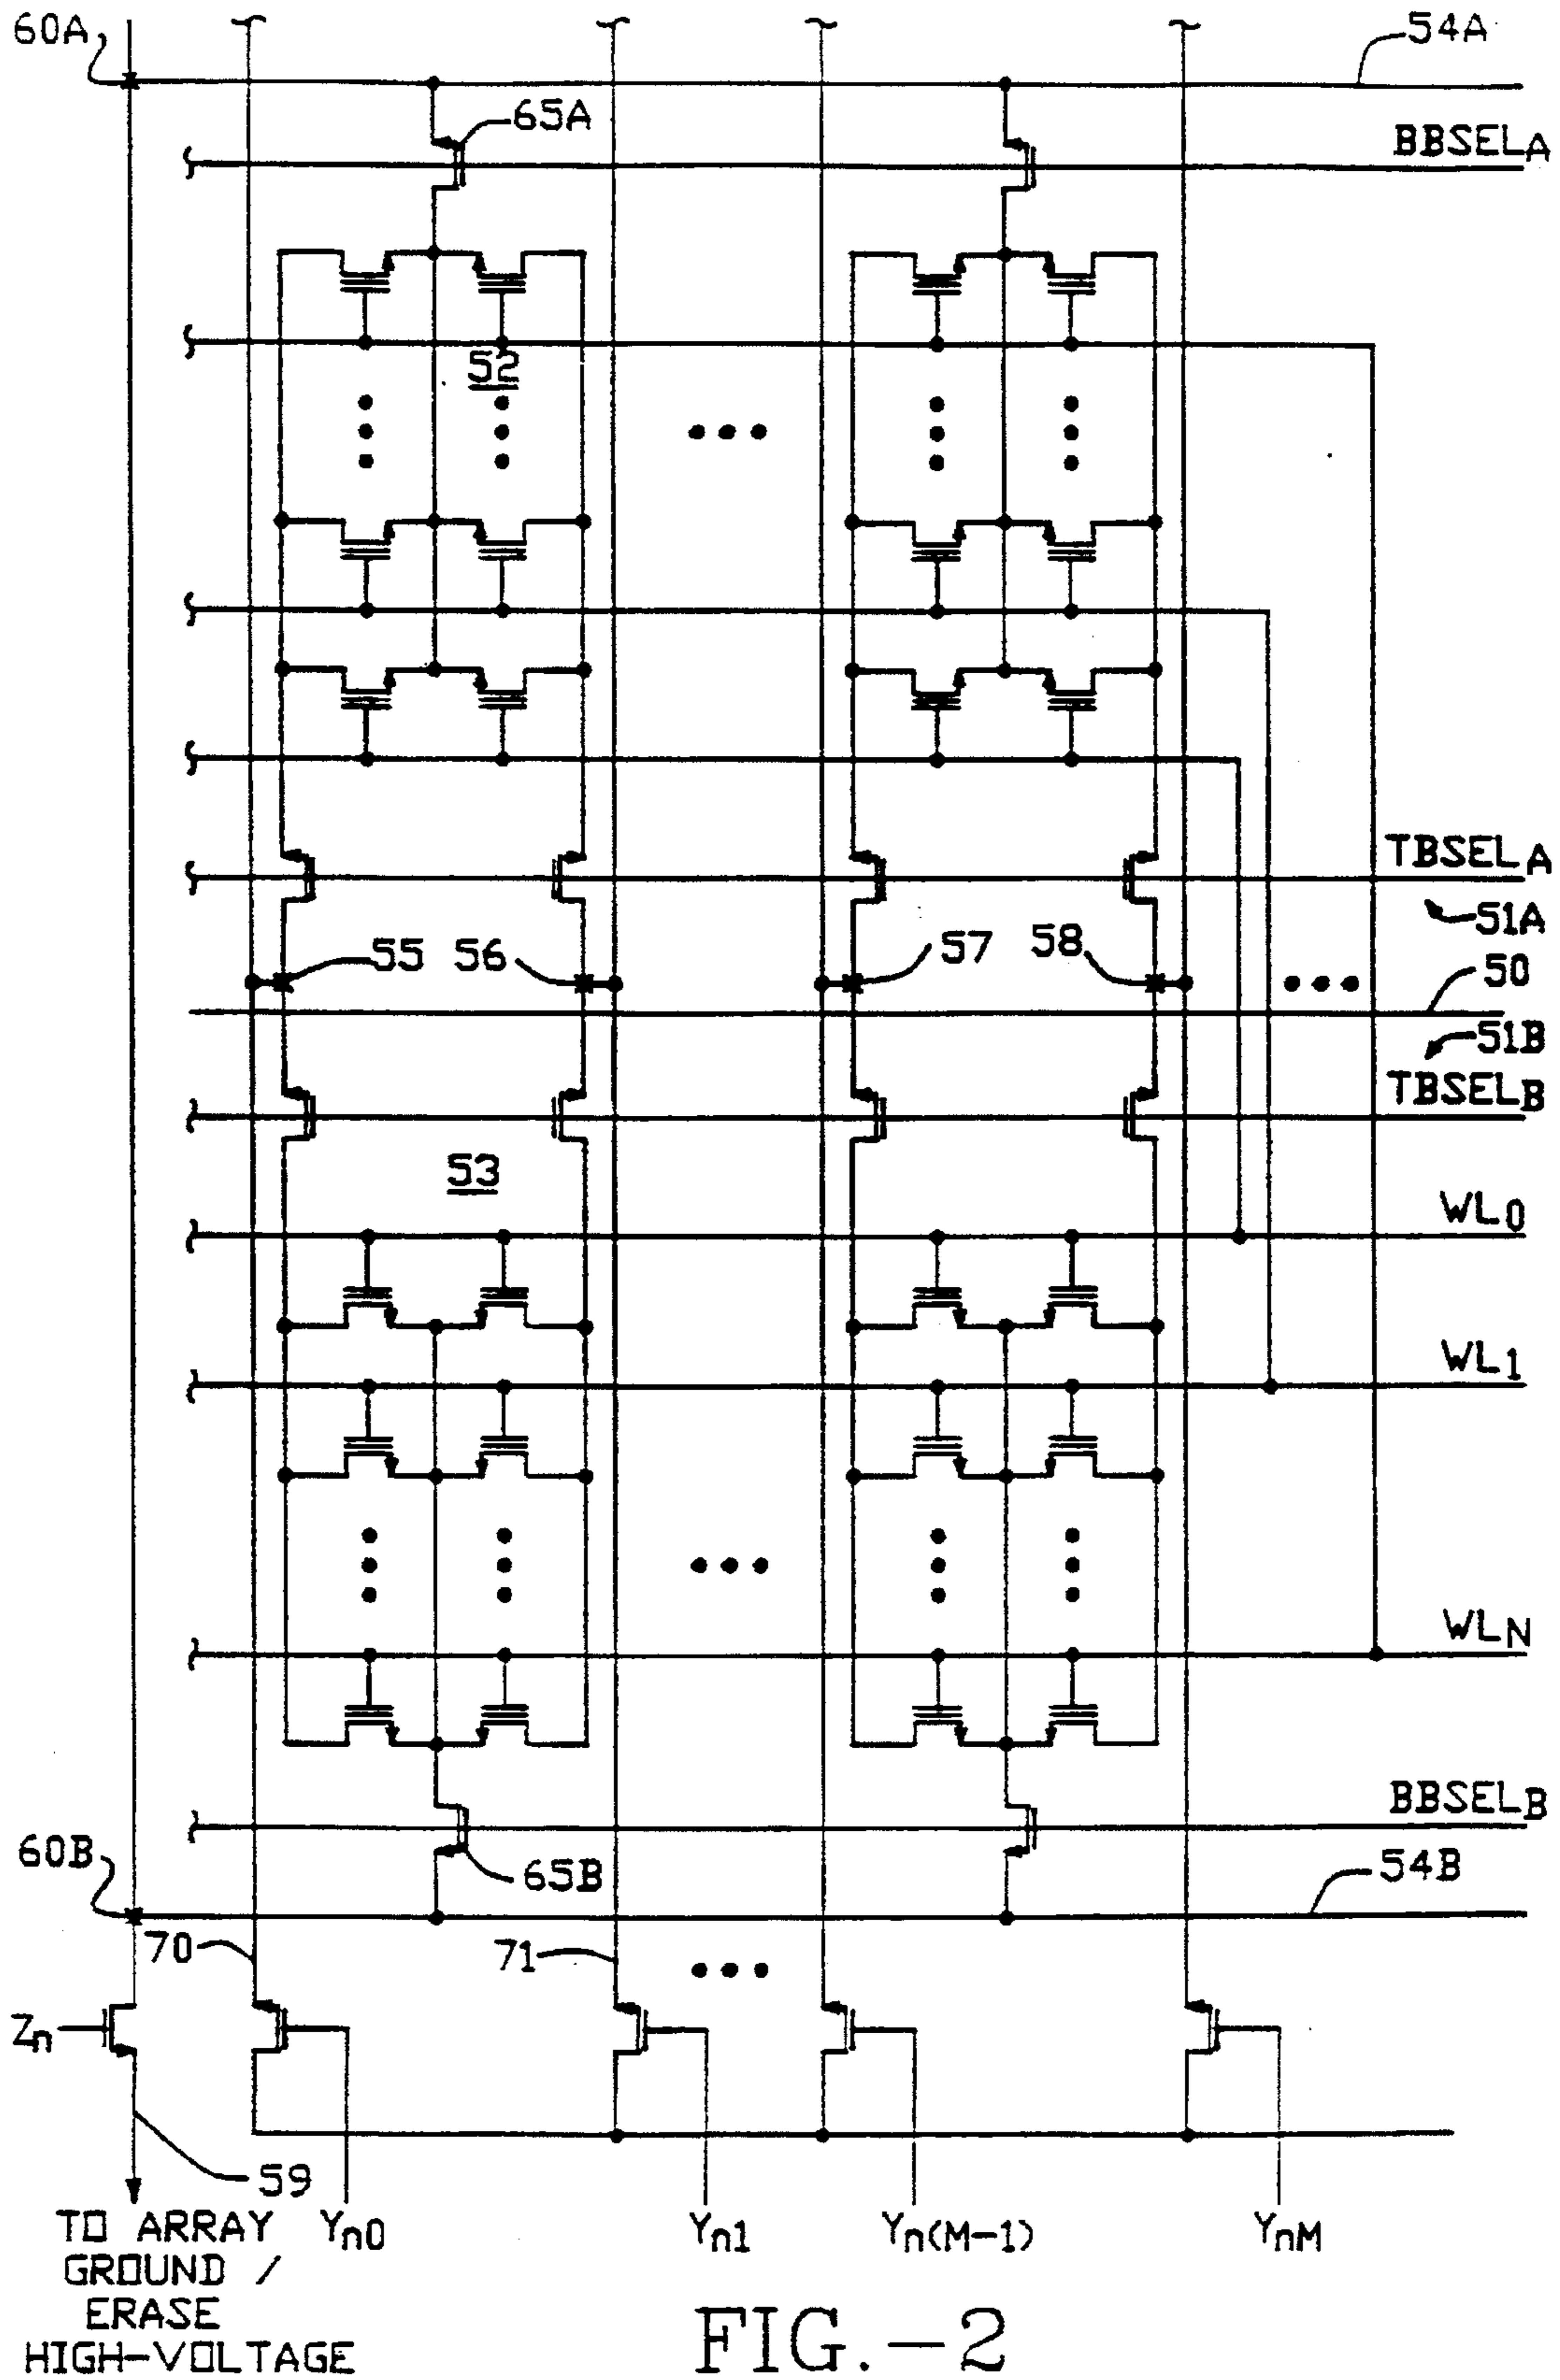 60A
54A
65A
BBSELA
52
TBSELA
51A
55 56 57 58
50
51B
TBSELB
53
WL0
WL1
WLN
BBSELB
60B
65B
54B
70
71
Zn
59
TO ARRAY
GROUND /
ERASE
HIGH-VOLTAGE
Yn0
Yn1
Yn(M-1)
YnM
FIG.-2